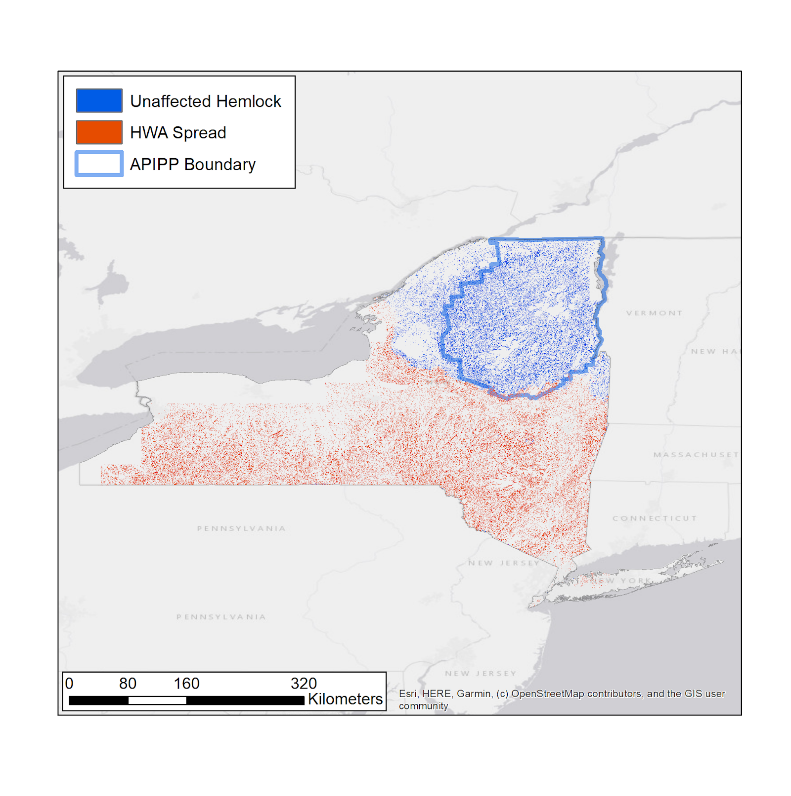 Unaffected Hemlock
HWA Spread
APIPP Boundary
VERMONT
NEW HA
MASSACHUSET
CONNECTICUT
PENNSYLVANIA
NEW JERSEY
NEW YORK
PENNSYLVANIA
NEW JERSEY
0 80 160 320
Kilometers
Esri, HERE, Garmin, (c) OpenStreetMap contributors, and the GIS user
community